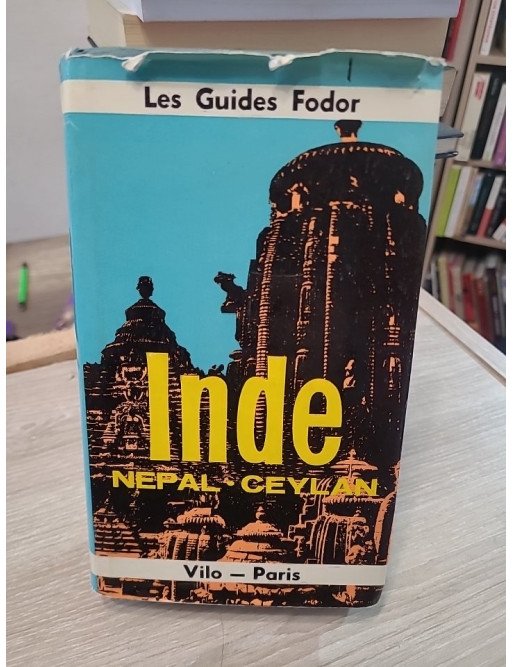 Les Guides Fodor
Inde
NEPAL - CEYLAN
Vilo — Paris